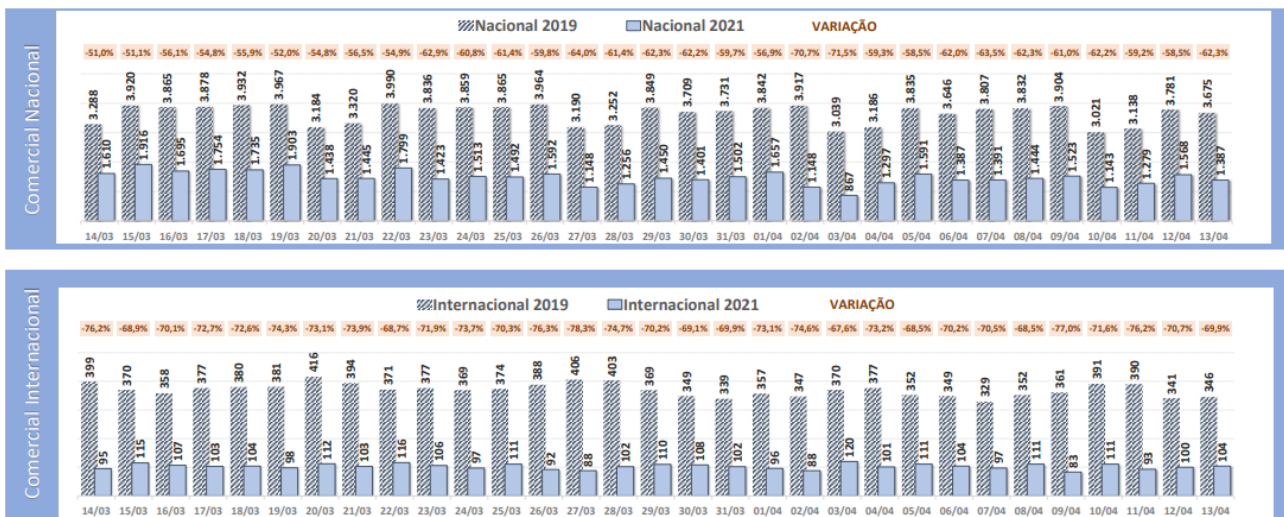 Comercial Nacional
Nacional 2019 Nacional 2021 VARIAÇÃO
-51,0% -51,1% -56,1% -54,8% -55,9% -52,0% -54,8% -56,5% -54,9% -62,9% -60,8% -61,4% -59,8% -64,0% -61,4% -62,3% -62,2% -59,7% -56,9% -70,7% -71,5% -59,3% -58,5% -62,0% -63,5% -62,3% -61,0% -62,2% -59,2% -58,5% -62,3%
3.288 3.920 3.865 3.878 3.932 3.967 3.184 3.320 3.990 3.836 3.859 3.865 3.964 3.190 3.252 3.849 3.709 3.731 3.842 3.917 3.039 3.186 3.835 3.646 3.807 3.832 3.904 3.021 3.138 3.781 3.675
1.610 1.916 1.695 1.754 1.735 1.903 1.438 1.445 1.799 1.423 1.513 1.492 1.592 1.148 1.256 1.450 1.401 1.502 1.657 1.148 867 1.297 1.591 1.387 1.391 1.444 1.523 1.143 1.279 1.568 1.387
14/03 15/03 16/03 17/03 18/03 19/03 20/03 21/03 22/03 23/03 24/03 25/03 26/03 27/03 28/03 29/03 30/03 31/03 01/04 02/04 03/04 04/04 05/04 06/04 07/04 08/04 09/04 10/04 11/04 12/04 13/04
Comercial Internacional
Internacional 2019 Internacional 2021 VARIAÇÃO
-76,2% -68,9% -70,1% -72,7% -72,6% -74,3% -73,1% -73,9% -68,7% -71,9% -73,7% -70,3% -76,3% -78,3% -74,7% -70,2% -69,1% -69,9% -73,1% -74,6% -67,6% -73,2% -68,5% -70,2% -70,5% -68,5% -77,0% -71,6% -76,2% -70,7% -69,9%
399 370 358 377 380 381 416 394 371 377 369 374 388 406 403 369 349 339 357 347 370 377 352 349 329 352 361 391 390 341 346
95 115 107 103 104 98 112 103 116 106 97 111 92 88 102 110 108 102 96 88 120 101 111 104 97 111 83 111 93 100 104
14/03 15/03 16/03 17/03 18/03 19/03 20/03 21/03 22/03 23/03 24/03 25/03 26/03 27/03 28/03 29/03 30/03 31/03 01/04 02/04 03/04 04/04 05/04 06/04 07/04 08/04 09/04 10/04 11/04 12/04 13/04